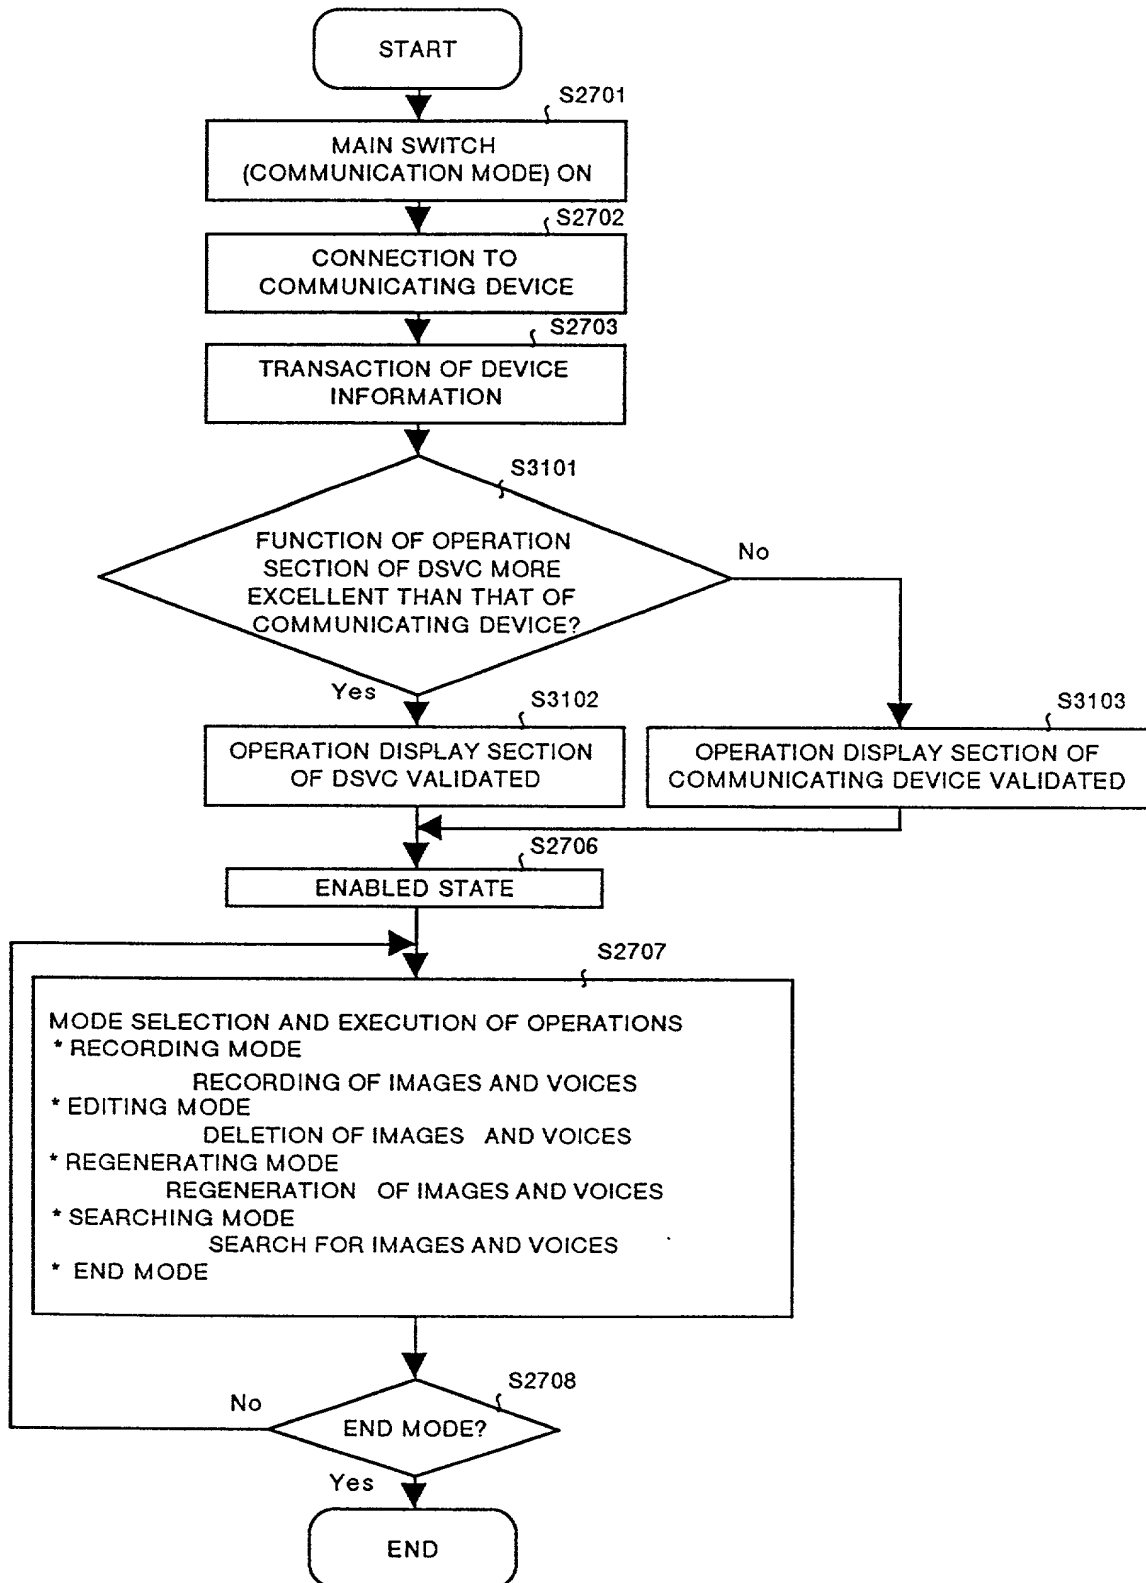 START
S2701
MAIN SWITCH
(COMMUNICATION MODE) ON
S2702
CONNECTION TO
COMMUNICATING DEVICE
S2703
TRANSACTION OF DEVICE
INFORMATION
S3101
FUNCTION OF OPERATION
SECTION OF DSVC MORE
EXCELLENT THAN THAT OF
COMMUNICATING DEVICE?
No
Yes
S3102
OPERATION DISPLAY SECTION
OF DSVC VALIDATED
S3103
OPERATION DISPLAY SECTION OF
COMMUNICATING DEVICE VALIDATED
S2706
ENABLED STATE
S2707
MODE SELECTION AND EXECUTION OF OPERATIONS
* RECORDING MODE
RECORDING OF IMAGES AND VOICES
* EDITING MODE
DELETION OF IMAGES AND VOICES
* REGENERATING MODE
REGENERATION OF IMAGES AND VOICES
* SEARCHING MODE
SEARCH FOR IMAGES AND VOICES
* END MODE
S2708
No
END MODE?
Yes
END